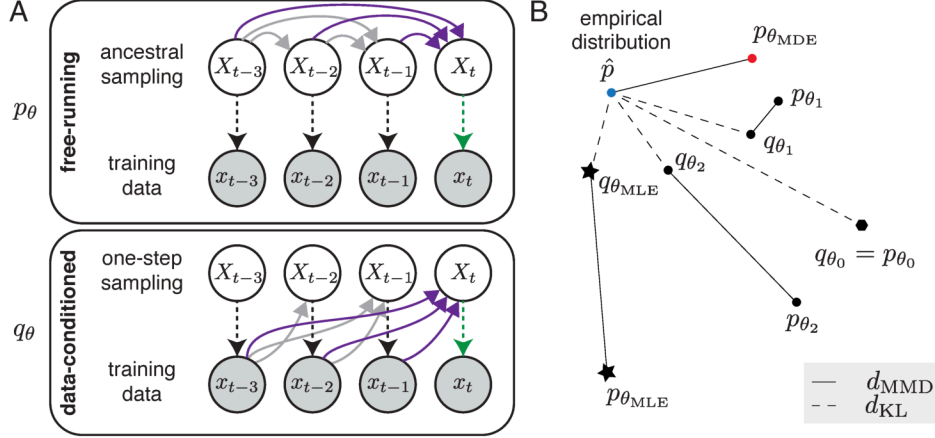 A
free-running
p_θ
ancestral
sampling
X_{t−3} X_{t−2} X_{t−1} X_t
training
data
x_{t−3} x_{t−2} x_{t−1} x_t
data-conditioned
q_θ
one-step
sampling
X_{t−3} X_{t−2} X_{t−1} X_t
training
data
x_{t−3} x_{t−2} x_{t−1} x_t
B
empirical
distribution
p̂
p_{θ_MDE}
p_{θ_1}
q_{θ_1}
q_{θ_2}
q_{θ_MLE}
q_{θ_0} = p_{θ_0}
p_{θ_2}
p_{θ_MLE}
d_MMD
d_KL